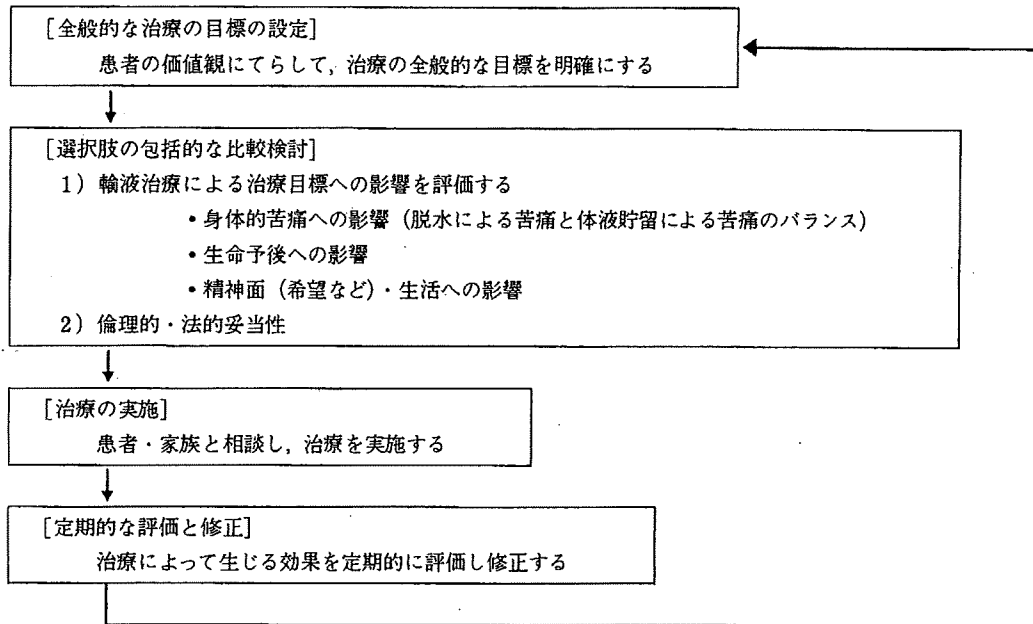 [全般的な治療の目標の設定]
患者の価値観にてらして,治療の全般的な目標を明確にする
[選択肢の包括的な比較検討]
1)輸液治療による治療目標への影響を評価する
•身体的苦痛への影響(脱水による苦痛と体液貯留による苦痛のバランス)
•生命予後への影響
•精神面(希望など)・生活への影響
2)倫理的・法的妥当性
[治療の実施]
患者・家族と相談し,治療を実施する
[定期的な評価と修正]
治療によって生じる効果を定期的に評価し修正する